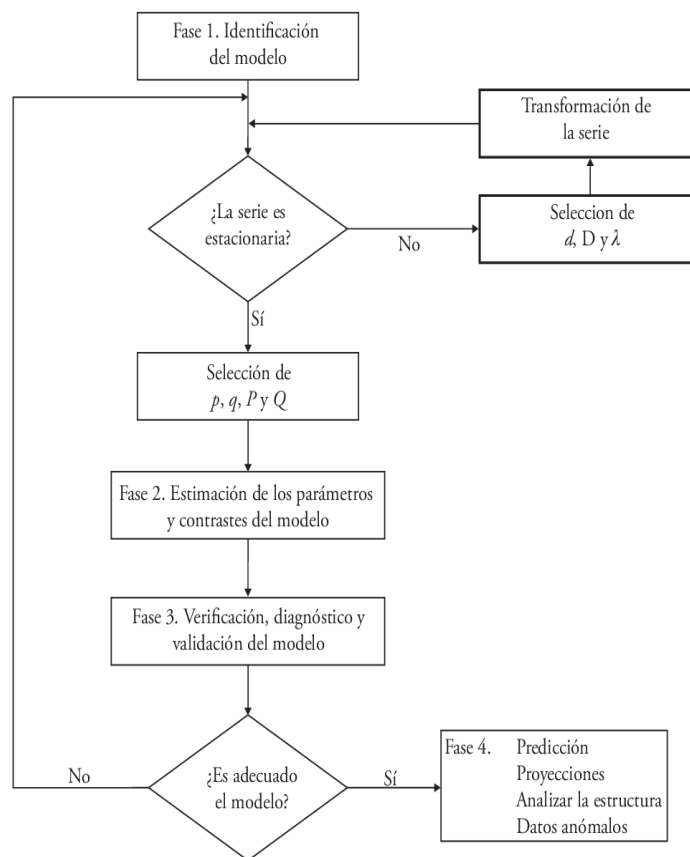 Fase 1. Identificación
del modelo
Transformación de
la serie
¿La serie es
estacionaria?
No
Seleccion de
d, D y λ
Sí
Selección de
p, q, P y Q
Fase 2. Estimación de los parámetros
y contrastes del modelo
Fase 3. Verificación, diagnóstico y
validación del modelo
No
¿Es adecuado
el modelo?
Sí
Fase 4. Predicción
Proyecciones
Analizar la estructura
Datos anómalos